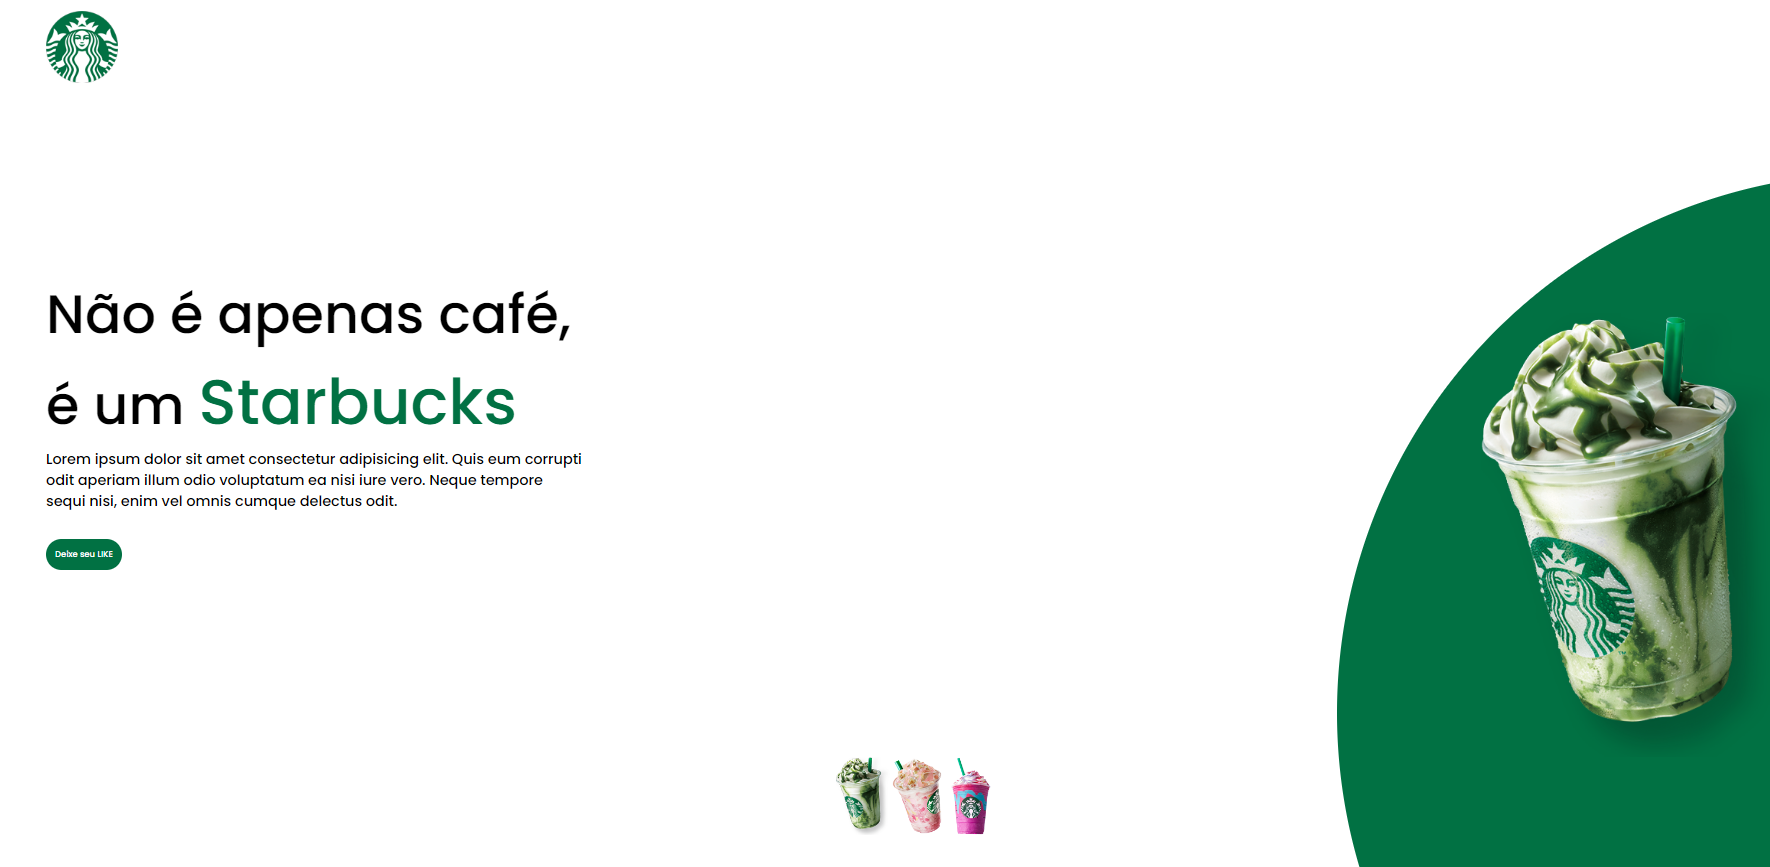 Não é apenas café,
é um Starbucks
Lorem ipsum dolor sit amet consectetur adipisicing elit. Quis eum corrupti
odit aperiam illum odio voluptatum ea nisi iure vero. Neque tempore
sequi nisi, enim vel omnis cumque delectus odit.
Deixe seu LIKE